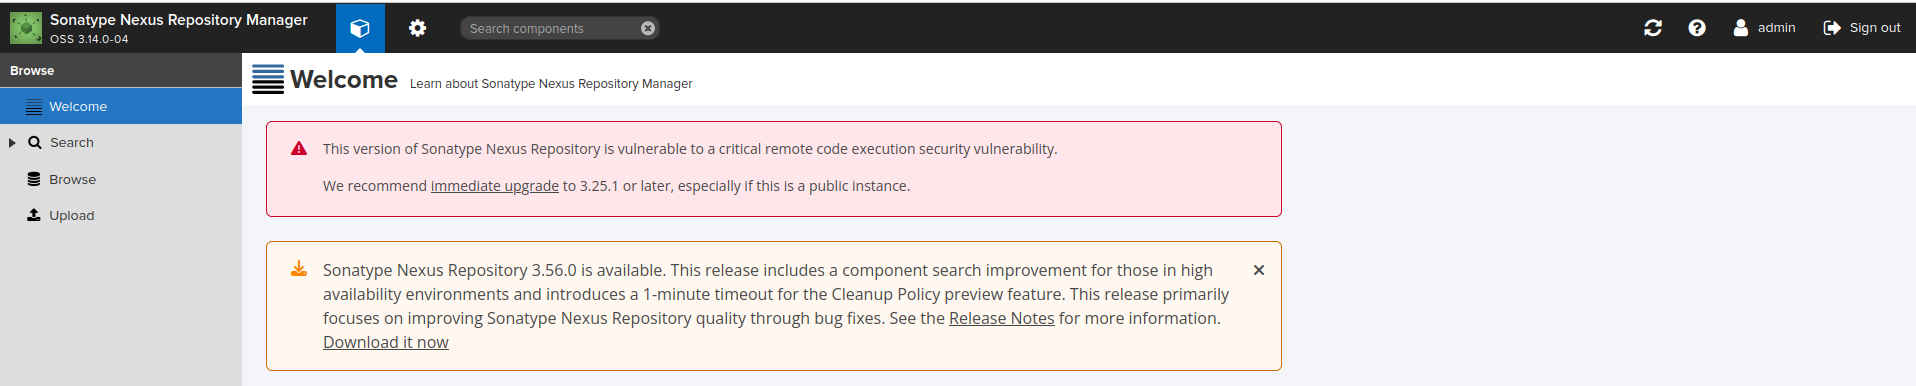 Sonatype Nexus Repository Manager
OSS 3.14.0-04
Search components
admin
Sign out
Browse
Welcome
Search
Browse
Upload
Welcome Learn about Sonatype Nexus Repository Manager
This version of Sonatype Nexus Repository is vulnerable to a critical remote code execution security vulnerability.
We recommend immediate upgrade to 3.25.1 or later, especially if this is a public instance.
Sonatype Nexus Repository 3.56.0 is available. This release includes a component search improvement for those in high
availability environments and introduces a 1-minute timeout for the Cleanup Policy preview feature. This release primarily
focuses on improving Sonatype Nexus Repository quality through bug fixes. See the Release Notes for more information.
Download it now